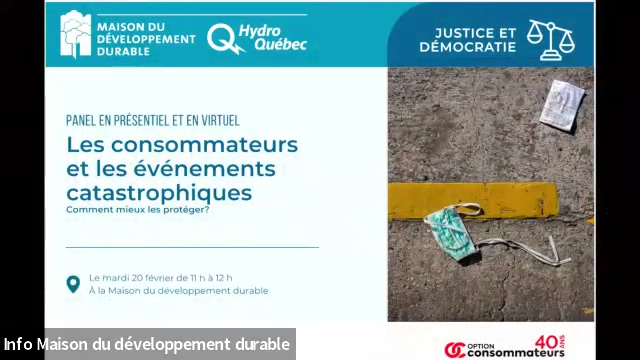 MAISON DU
DÉVELOPPEMENT
DURABLE
Hydro
Québec
JUSTICE ET
DÉMOCRATIE
PANEL EN PRÉSENTIEL ET EN VIRTUEL
Les consommateurs
et les événements
catastrophiques
Comment mieux les protéger?
Le mardi 20 février de 11 h à 12 h
À la Maison du développement durable
Info Maison du développement durable
OPTION
consommateurs
40 ANS